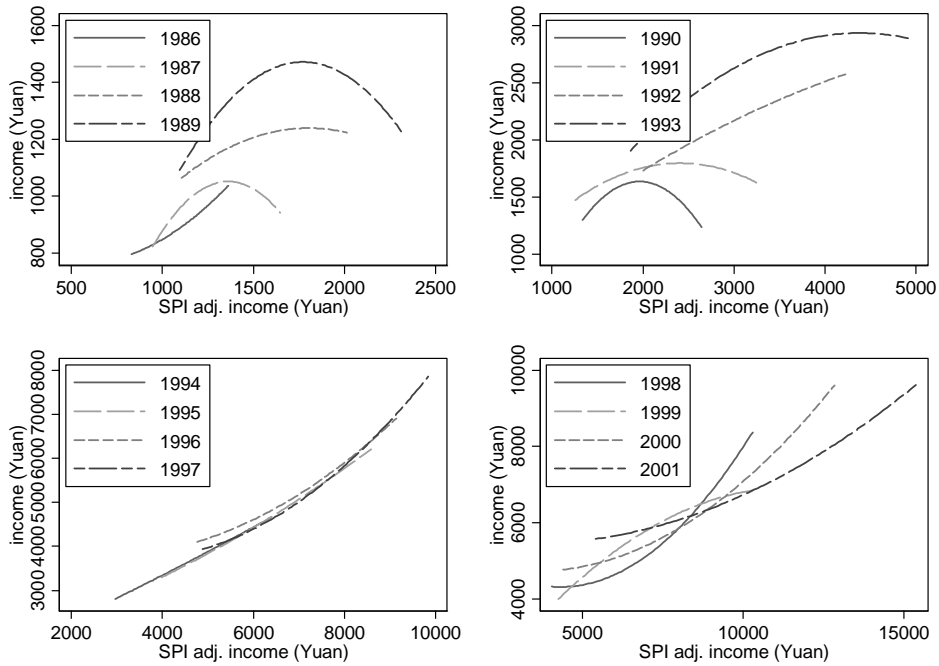 income (Yuan)
800 1000 1200 1400 1600
1986
1987
1988
1989
500 1000 1500 2000 2500
SPI adj. income (Yuan)
income (Yuan)
1000 1500 2000 2500 3000
1990
1991
1992
1993
1000 2000 3000 4000 5000
SPI adj. income (Yuan)
income (Yuan)
3000 4000 5000 6000 7000 8000
1994
1995
1996
1997
2000 4000 6000 8000 10000
SPI adj. income (Yuan)
income (Yuan)
4000 6000 8000 10000
1998
1999
2000
2001
5000 10000 15000
SPI adj. income (Yuan)